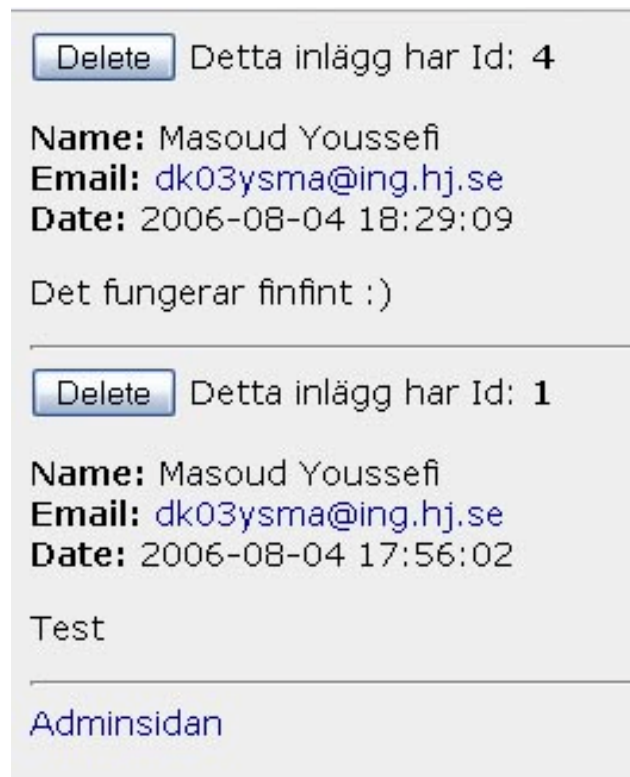 Delete Detta inlägg har Id: 4
Name: Masoud Youssefi
Email: dk03ysma@ing.hj.se
Date: 2006-08-04 18:29:09
Det fungerar finfint :)
Delete Detta inlägg har Id: 1
Name: Masoud Youssefi
Email: dk03ysma@ing.hj.se
Date: 2006-08-04 17:56:02
Test
Adminsidan